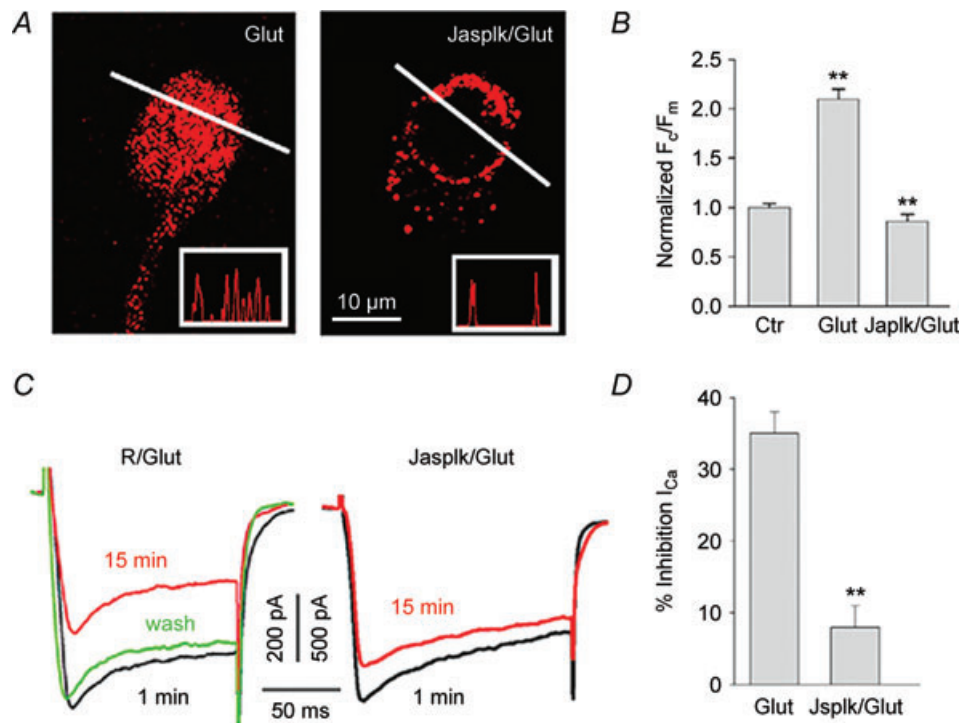 A
Glut
Jasplk/Glut
10 µm
B
Normalized Fc/Fm
2.5
2.0
1.5
1.0
0.5
0.0
**
**
Ctr
Glut
Japlk/Glut
C
R/Glut
Jasplk/Glut
15 min
wash
1 min
200 pA
500 pA
50 ms
15 min
1 min
D
% Inhibition ICa
40
30
20
10
0
**
Glut
Jsplk/Glut